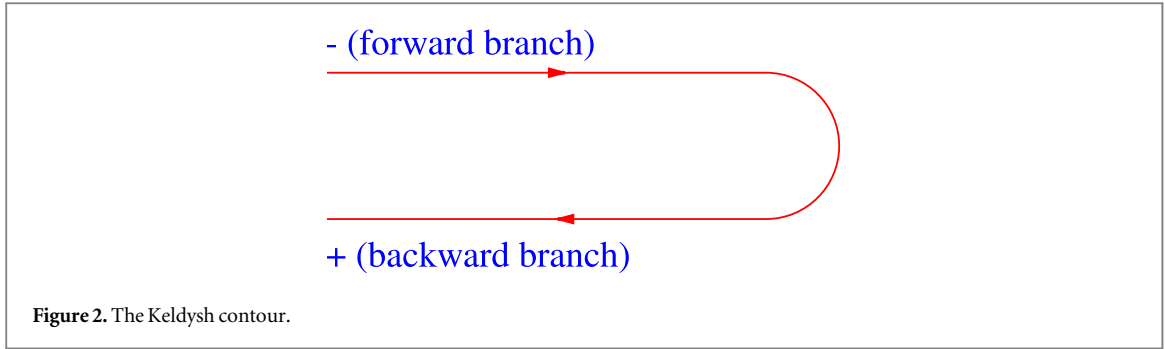 - (forward branch)
+ (backward branch)
Figure 2. The Keldysh contour.